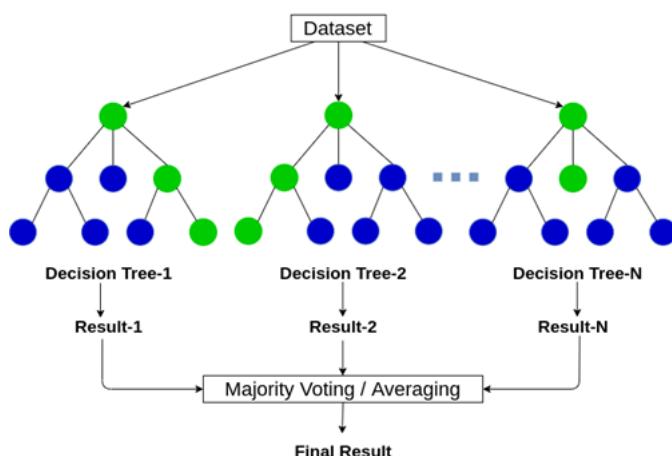 Dataset
Decision Tree-1
Decision Tree-2
Decision Tree-N
Result-1
Result-2
Result-N
Majority Voting / Averaging
Final Result